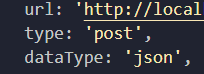 url: 'http://local
type: 'post',
dataType: 'json',